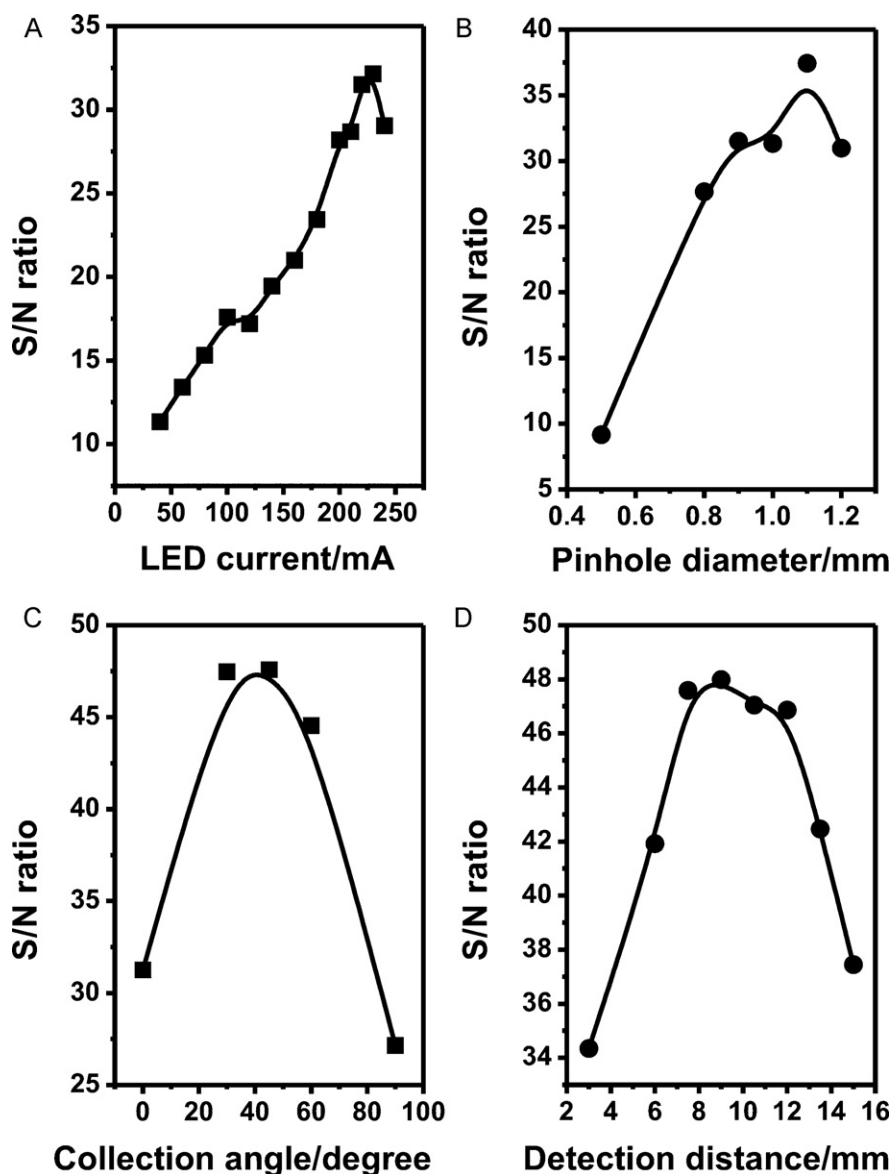 A
35
30
25
20
15
10
S/N ratio
0 50 100 150 200 250
LED current/mA
B
40
35
30
25
20
15
10
5
S/N ratio
0.4 0.6 0.8 1.0 1.2
Pinhole diameter/mm
C
50
45
40
35
30
25
S/N ratio
0 20 40 60 80 100
Collection angle/degree
D
50
48
46
44
42
40
38
36
34
S/N ratio
2 4 6 8 10 12 14 16
Detection distance/mm